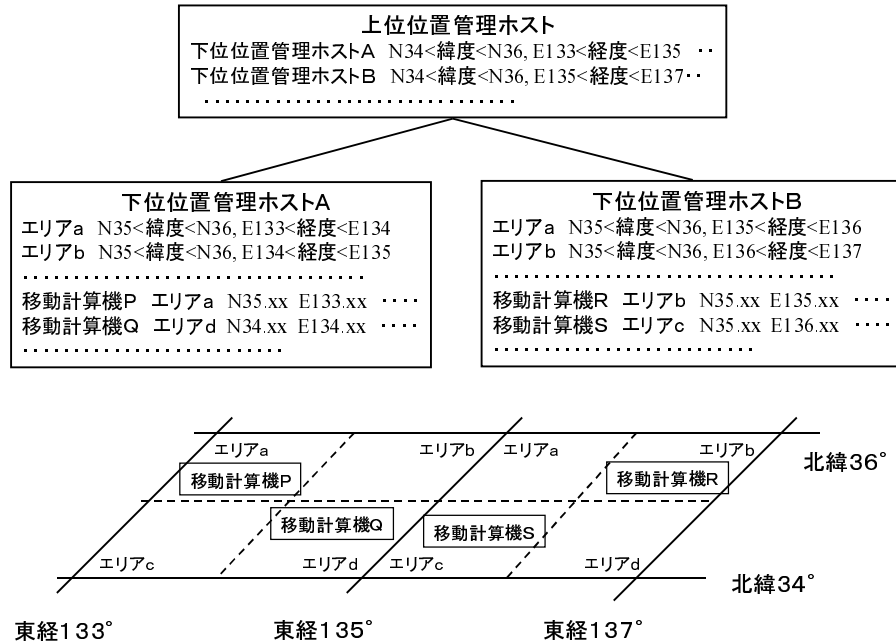 上位位置管理ホスト
下位位置管理ホストA N34<緯度<N36, E133<経度<E135 ‥
下位位置管理ホストB N34<緯度<N36, E135<経度<E137‥
・・・・・・・・・・・・・・・・・・・・・・・・・・・・・・
下位位置管理ホストA
エリアa N35<緯度<N36, E133<経度<E134
エリアb N35<緯度<N36, E134<経度<E135
・・・・・・・・・・・・・・・・・・・・・・・・・・・・・・・・・
移動計算機P エリアa N35.xx E133.xx ‥‥
移動計算機Q エリアd N34.xx E134.xx ‥‥
・・・・・・・・・・・・・・・・・・・・・・・・・
下位位置管理ホストB
エリアa N35<緯度<N36, E135<経度<E136
エリアb N35<緯度<N36, E136<経度<E137
・・・・・・・・・・・・・・・・・・・・・・・・・・・・・・・・・
移動計算機R エリアb N35.xx E135.xx ‥‥
移動計算機S エリアc N35.xx E136.xx ‥‥
・・・・・・・・・・・・・・・・・・・・・・・・・
エリアa エリアb エリアa エリアb
北緯36°
移動計算機P 移動計算機R
移動計算機Q 移動計算機S
エリアc エリアd エリアc エリアd
北緯34°
東経133° 東経135° 東経137°